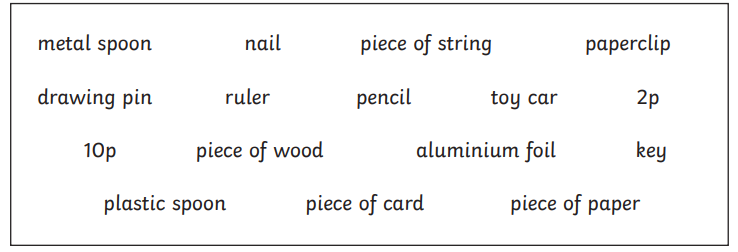 metal spoon nail piece of string paperclip
drawing pin ruler pencil toy car 2p
10p piece of wood aluminium foil key
plastic spoon piece of card piece of paper